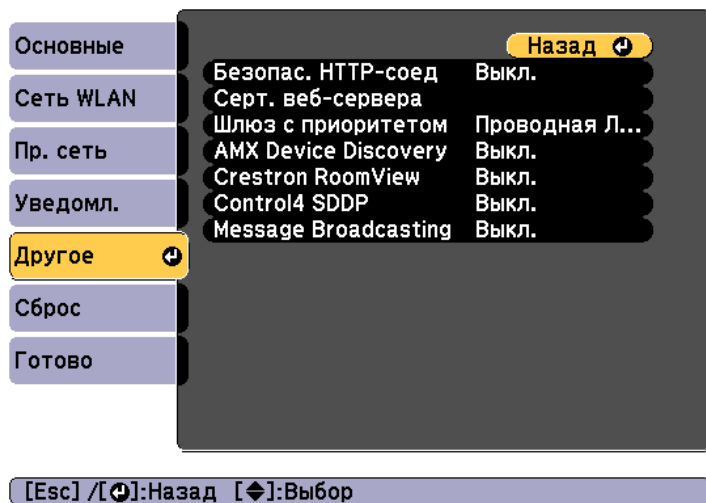 Основные
Сеть WLAN
Пр. сеть
Уведомл.
Другое
Сброс
Готово
Назад
Безопас. HTTP-соед Выкл.
Серт. веб-сервера
Шлюз с приоритетом Проводная Л...
AMX Device Discovery Выкл.
Crestron RoomView Выкл.
Control4 SDDP Выкл.
Message Broadcasting Выкл.
[Esc] /[]:Назад []:Выбор